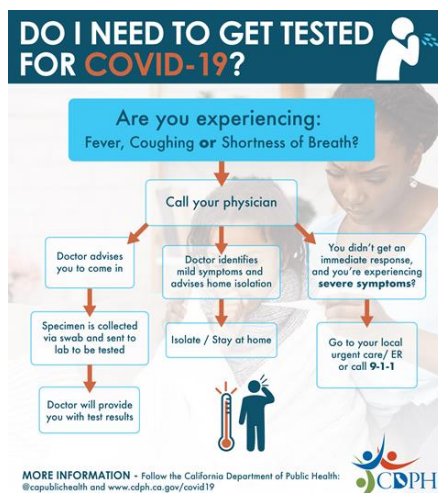 DO I NEED TO GET TESTED
FOR COVID-19?
Are you experiencing:
Fever, Coughing or Shortness of Breath?
Call your physician
Doctor advises
you to come in
Specimen is collected
via swab and sent to
lab to be tested
Doctor will provide
you with test results
Doctor identifies
mild symptoms and
advises home isolation
Isolate / Stay at home
You didn't get an
immediate response,
and you're experiencing
severe symptoms?
Go to your local
urgent care/ ER
or call 9-1-1
MORE INFORMATION - Follow the California Department of Public Health:
@capublichealth and www.cdph.ca.gov/covid19
CDPH